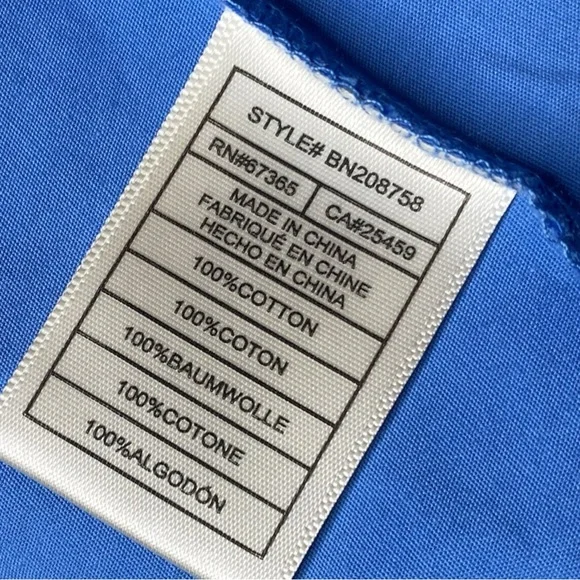 STYLE# BN208758
RN#67365 CA#25459
MADE IN CHINA
FABRIQUÉ EN CHINE
HECHO EN CHINA
100%COTTON
100%COTON
100%BAUMWOLLE
100%COTONE
100%ALGODÓN